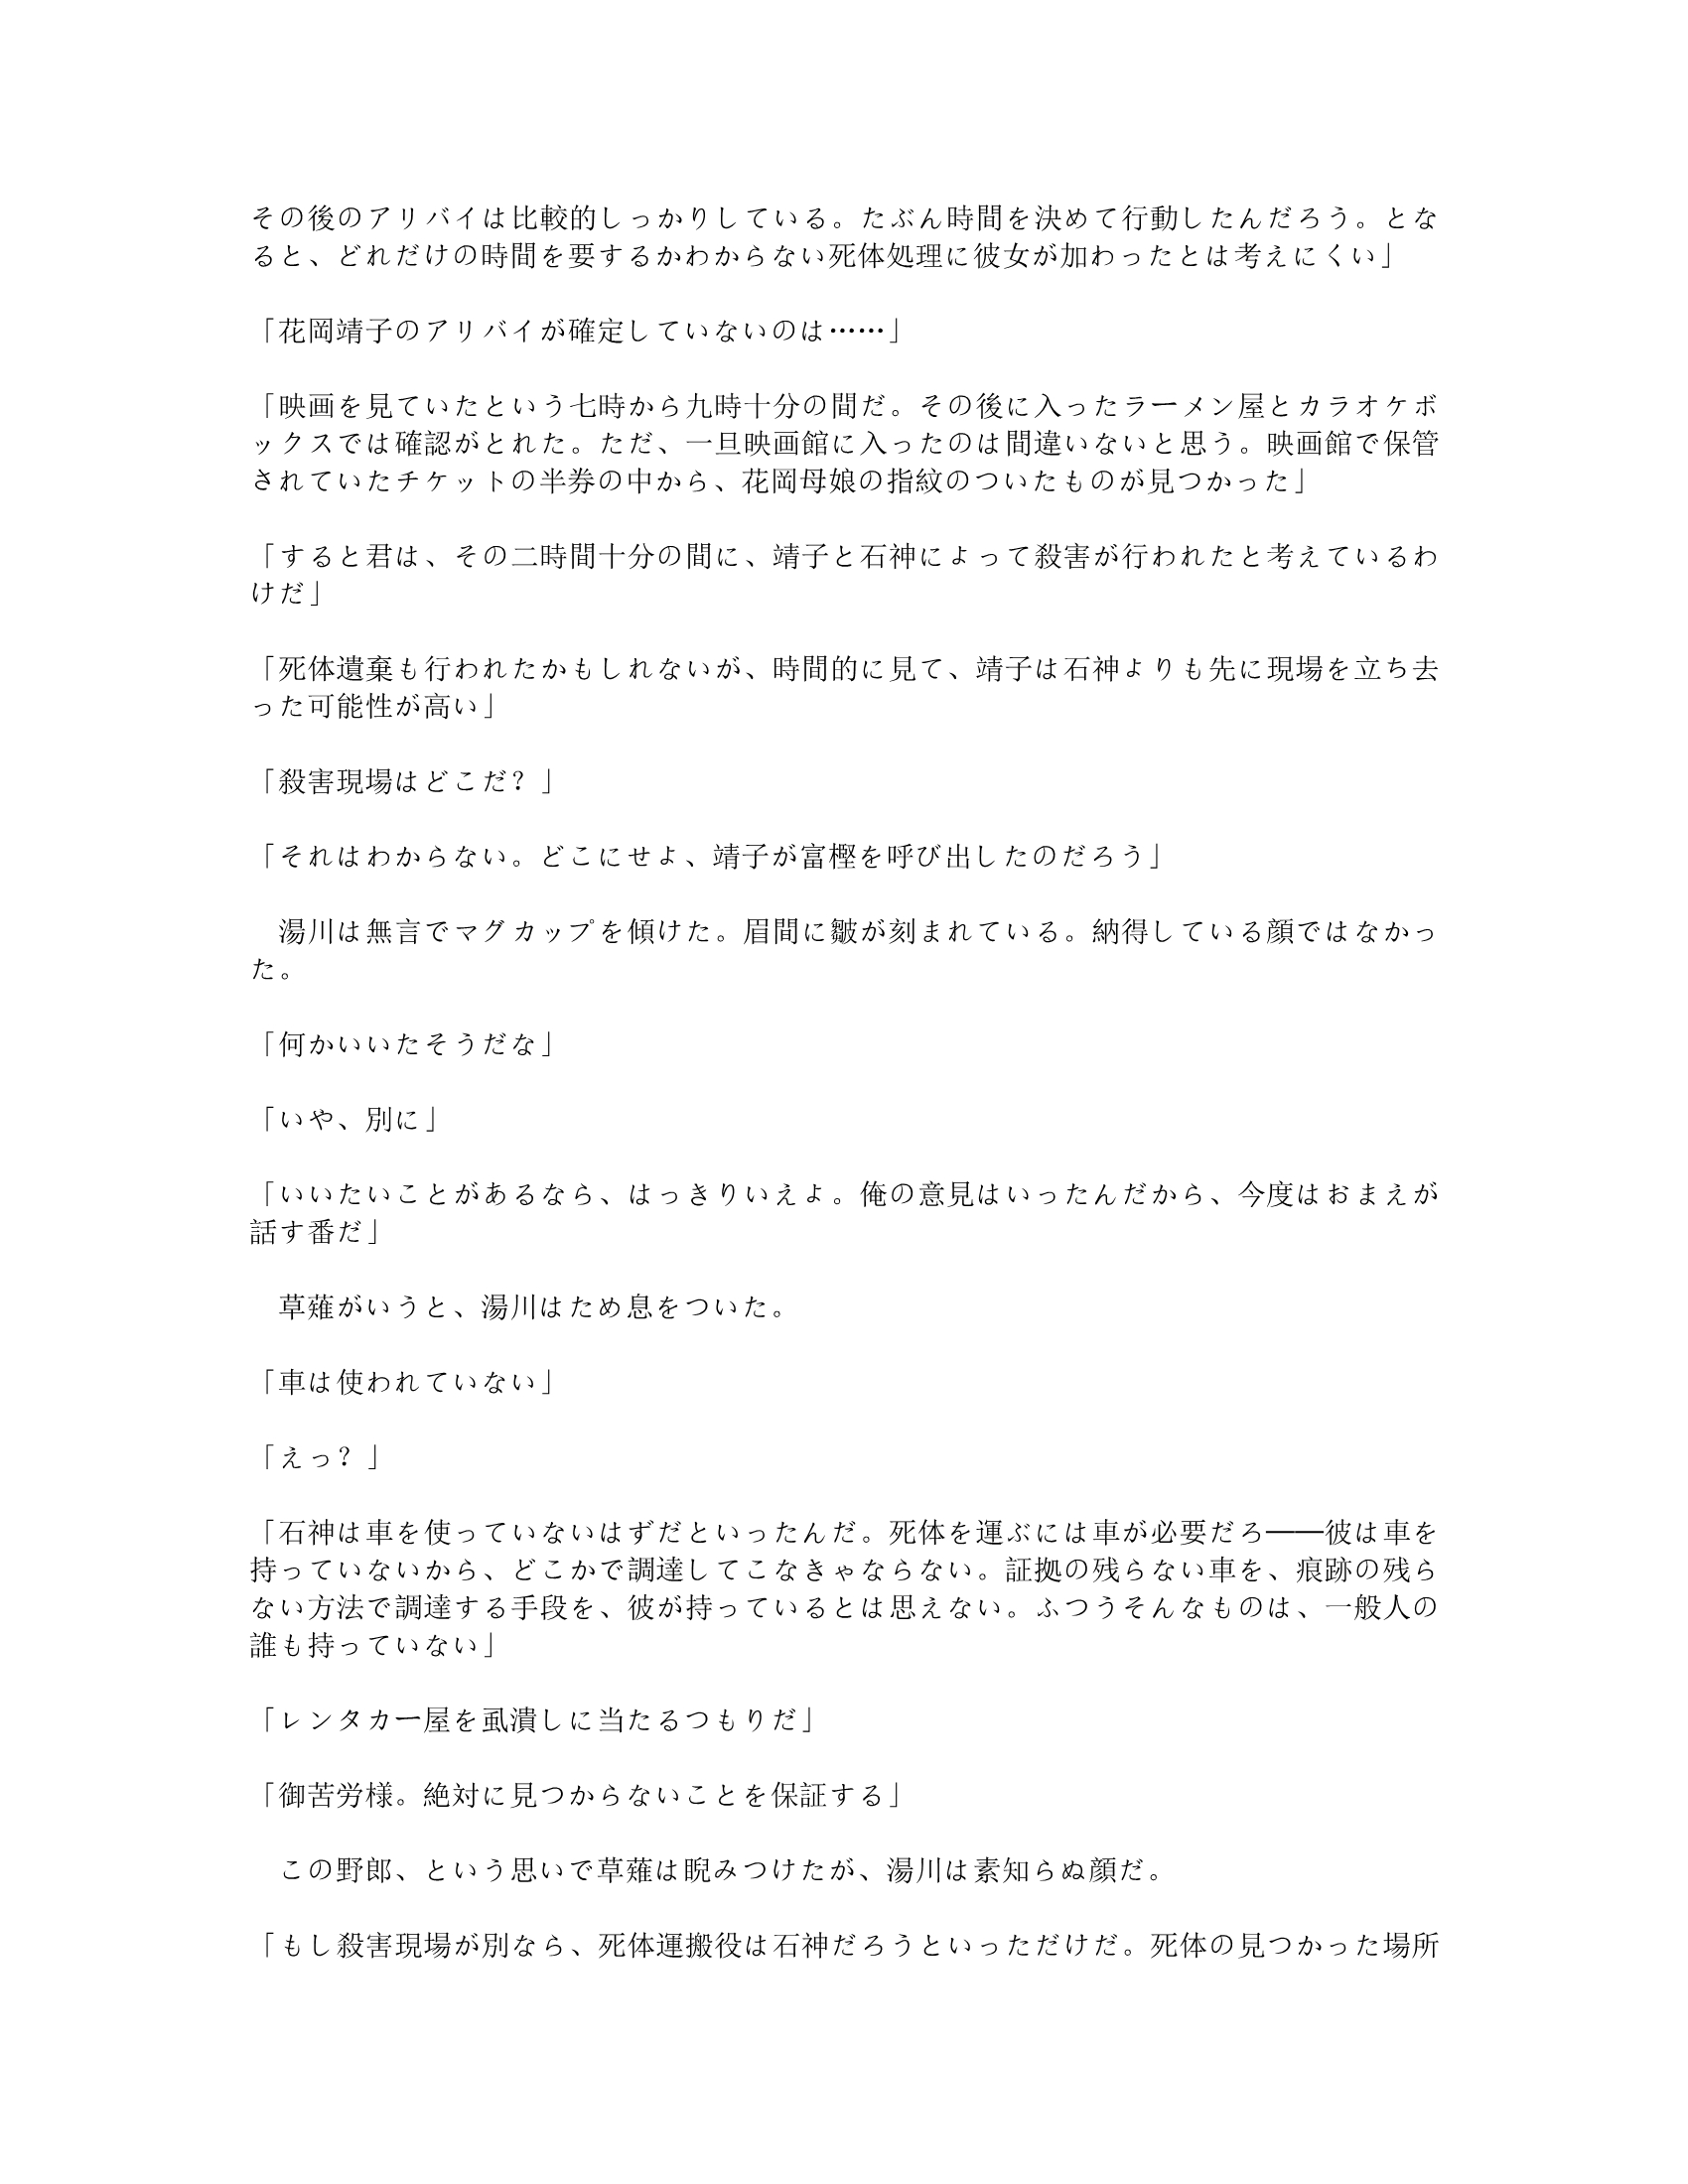 その後のアリバイは比較的しっかりしている。たぶん時間を決めて行動したんだろう。とな
ると、どれだけの時間を要するかわからない死体処理に彼女が加わったとは考えにくい」
「花岡靖子のアリバイが確定していないのは……」
「映画を見ていたという七時から九時十分の間だ。その後に入ったラーメン屋とカラオケボ
ックスでは確認がとれた。ただ、一旦映画館に入ったのは間違いないと思う。映画館で保管
されていたチケットの半券の中から、花岡母娘の指紋のついたものが見つかった」
「すると君は、その二時間十分の間に、靖子と石神によって殺害が行われたと考えているわ
けだ」
「死体遺棄も行われたかもしれないが、時間的に見て、靖子は石神よりも先に現場を立ち去
った可能性が高い」
「殺害現場はどこだ？」
「それはわからない。どこにせよ、靖子が富樫を呼び出したのだろう」
　湯川は無言でマグカップを傾けた。眉間に皺が刻まれている。納得している顔ではなかっ
た。
「何かいいたそうだな」
「いや、別に」
「いいたいことがあるなら、はっきりいえよ。俺の意見はいったんだから、今度はおまえが
話す番だ」
　草薙がいうと、湯川はため息をついた。
「車は使われていない」
「えっ？」
「石神は車を使っていないはずだといったんだ。死体を運ぶには車が必要だろ――彼は車を
持っていないから、どこかで調達してこなきゃならない。証拠の残らない車を、痕跡の残ら
ない方法で調達する手段を、彼が持っているとは思えない。ふつうそんなものは、一般人の
誰も持っていない」
「レンタカー屋を虱潰しに当たるつもりだ」
「御苦労様。絶対に見つからないことを保証する」
　この野郎、という思いで草薙は睨みつけたが、湯川は素知らぬ顔だ。
「もし殺害現場が別なら、死体運搬役は石神だろうといっただけだ。死体の見つかった場所